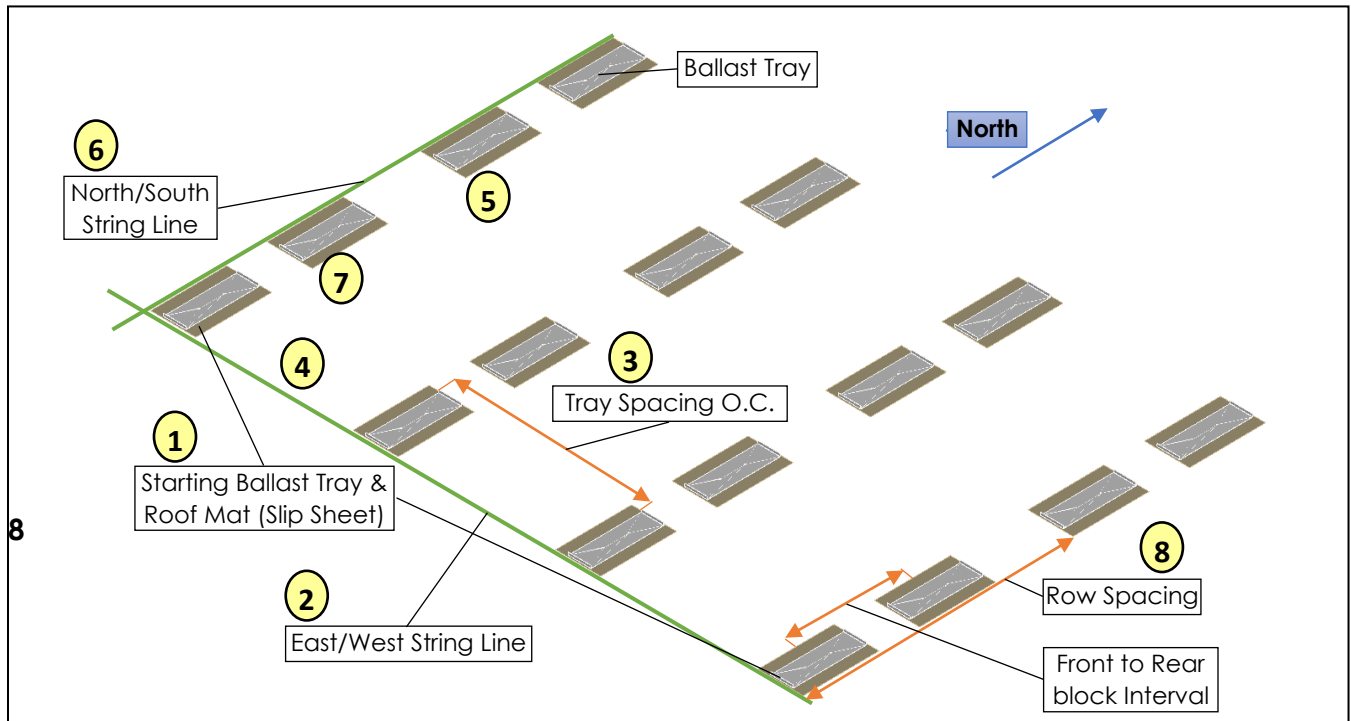 Ballast Tray
North
6
North/South
String Line
5
7
4
3
Tray Spacing O.C.
1
Starting Ballast Tray &
Roof Mat (Slip Sheet)
8
8
Row Spacing
2
East/West String Line
Front to Rear
block Interval